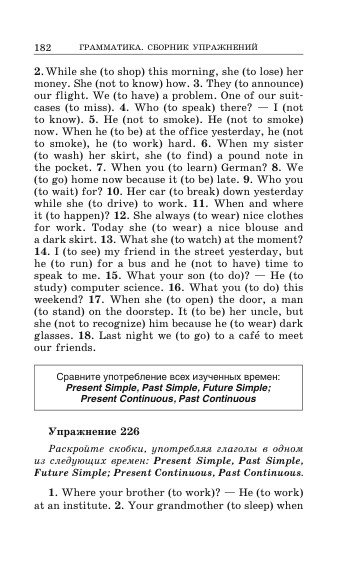 182 ГРАММАТИКА. СБОРНИК УПРАЖНЕНИЙ
2. While she (to shop) this morning, she (to lose) her
money. She (not to know) how. 3. They (to announce)
our flight. We (to have) a problem. One of our suit-
cases (to miss). 4. Who (to speak) there? — I (not
to know). 5. He (not to smoke). He (not to smoke)
now. When he (to be) at the office yesterday, he (not
to smoke), he (to work) hard. 6. When my sister
(to wash) her skirt, she (to find) a pound note in
the pocket. 7. When you (to learn) German? 8. We
(to go) home now because it (to be) late. 9. Who you
(to wait) for? 10. Her car (to break) down yesterday
while she (to drive) to work. 11. When and where
it (to happen)? 12. She always (to wear) nice clothes
for work. Today she (to wear) a nice blouse and
a dark skirt. 13. What she (to watch) at the moment?
14. I (to see) my friend in the street yesterday, but
he (to run) for a bus and he (not to have) time to
speak to me. 15. What your son (to do)? — He (to
study) computer science. 16. What you (to do) this
weekend? 17. When she (to open) the door, a man
(to stand) on the doorstep. It (to be) her uncle, but
she (not to recognize) him because he (to wear) dark
glasses. 18. Last night we (to go) to a café to meet
our friends.
Сравните употребление всех изученных времен:
Present Simple, Past Simple, Future Simple;
Present Continuous, Past Continuous
Упражнение 226
Раскройте скобки, употребляя глаголы в одном
из следующих времен: Present Simple, Past Simple,
Future Simple; Present Continuous, Past Continuous.
1. Where your brother (to work)? — He (to work)
at an institute. 2. Your grandmother (to sleep) when